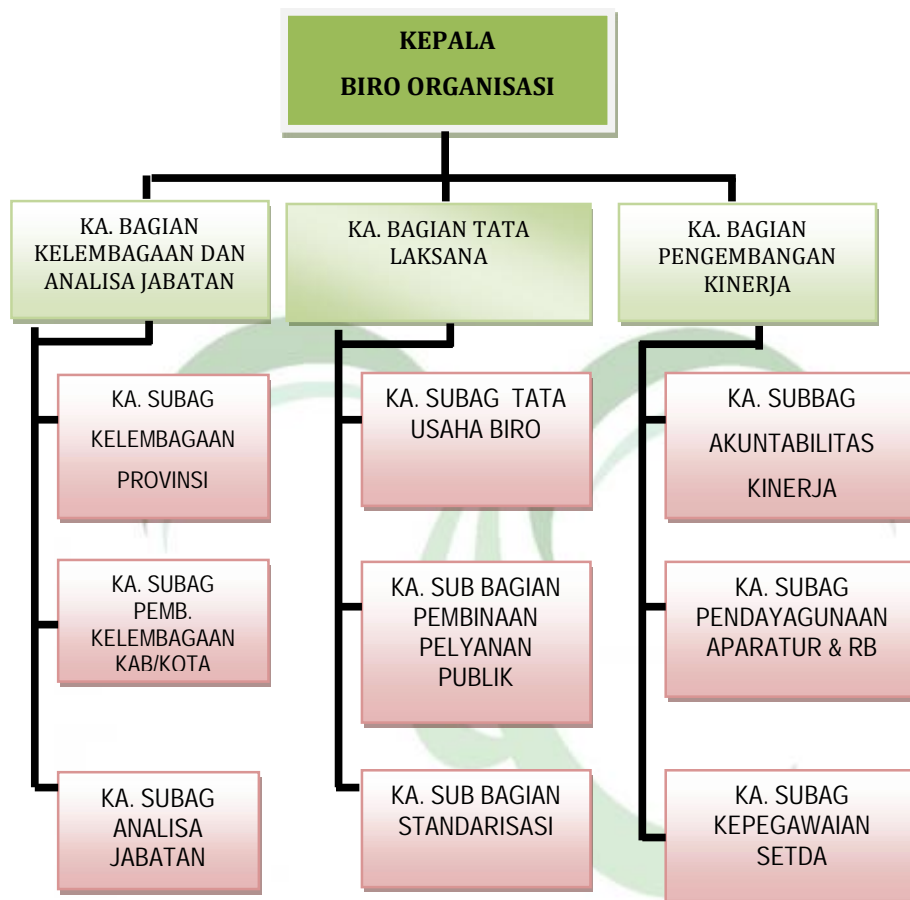 KEPALA
BIRO ORGANISASI
KA. BAGIAN
KELEMBAGAAN DAN
ANALISA JABATAN
KA. BAGIAN TATA
LAKSANA
KA. BAGIAN
PENGEMBANGAN
KINERJA
KA. SUBAG
KELEMBAGAAN
PROVINSI
KA. SUBAG TATA
USAHA BIRO
KA. SUBBAG
AKUNTABILITAS
KINERJA
KA. SUBAG
PEMB.
KELEMBAGAAN
KAB/KOTA
KA. SUB BAGIAN
PEMBINAAN
PELYANAN
PUBLIK
KA. SUBAG
PENDAYAGUNAAN
APARATUR & RB
KA. SUBAG
ANALISA
JABATAN
KA. SUB BAGIAN
STANDARISASI
KA. SUBAG
KEPEGAWAIAN
SETDA